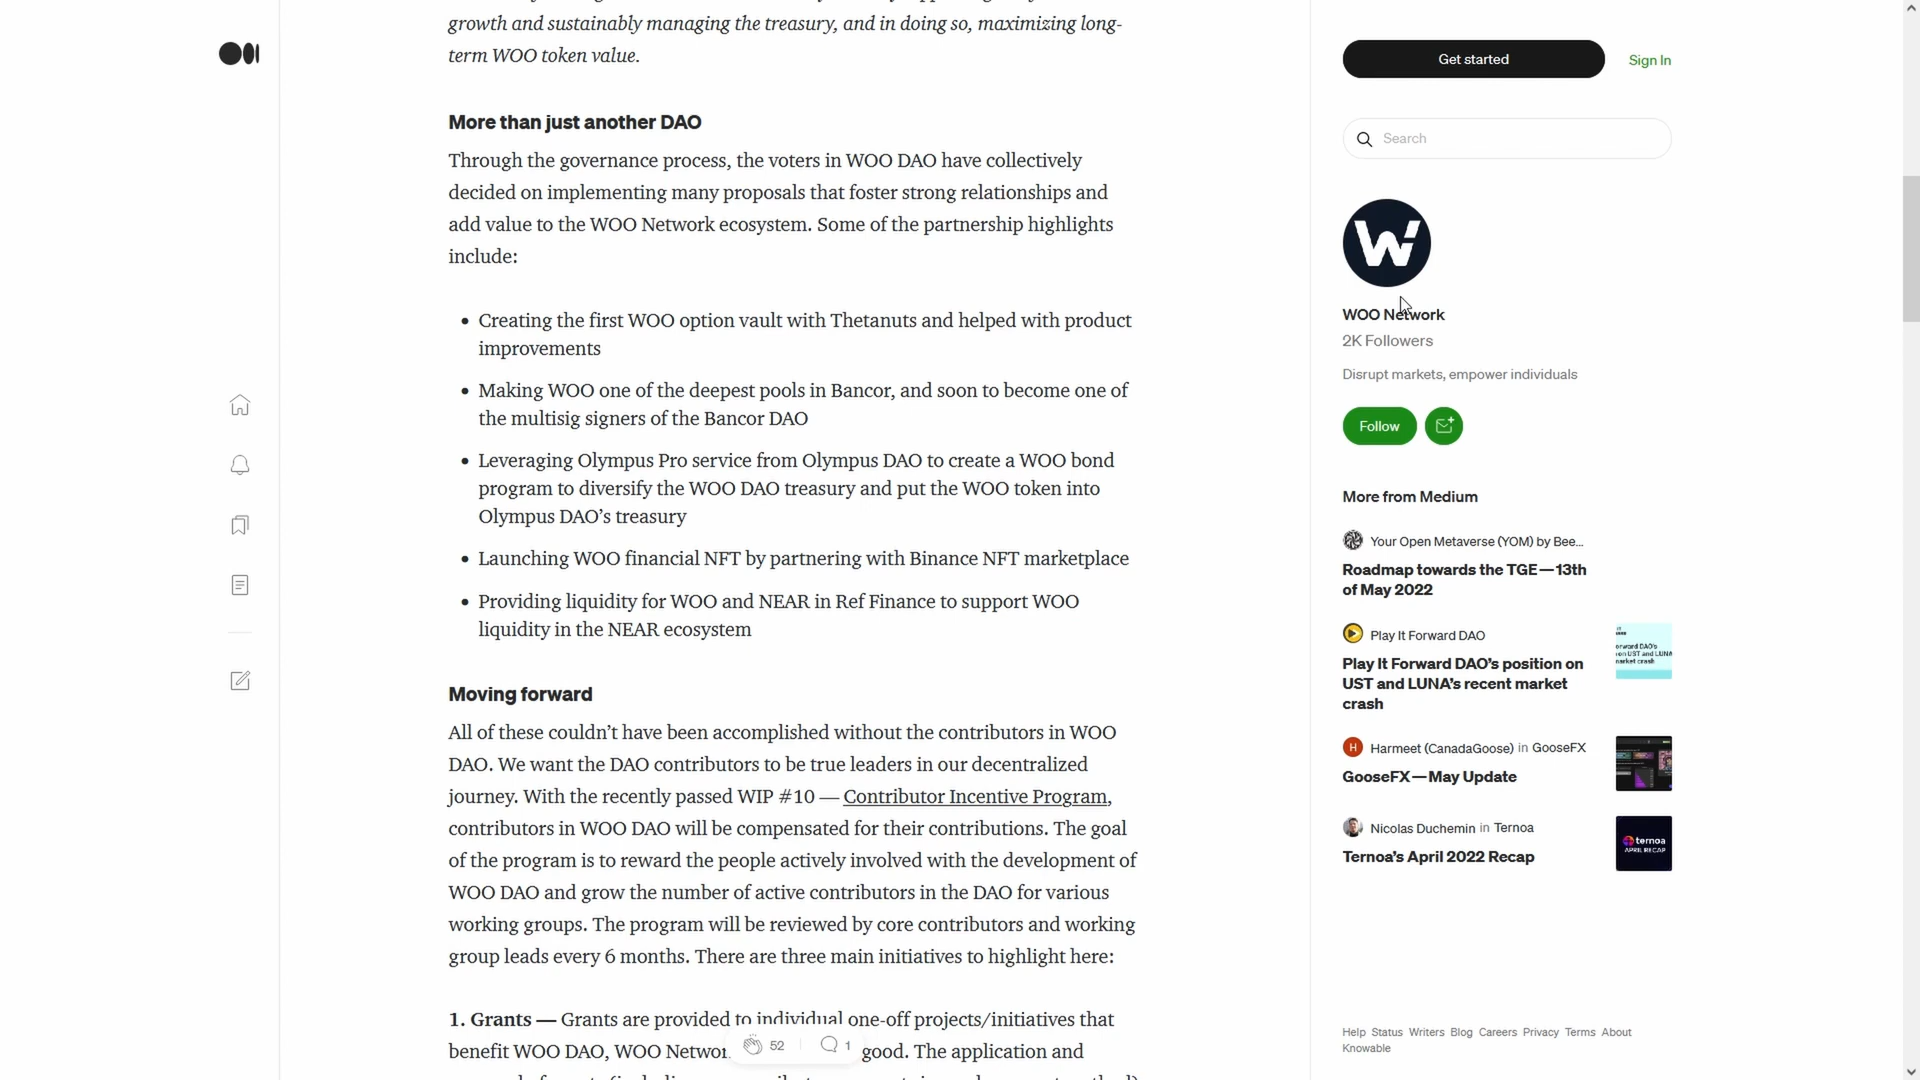 growth and sustainably managing the treasury, and in doing so, maximizing long-
term WOO token value.
More than just another DAO
Through the governance process, the voters in WOO DAO have collectively
decided on implementing many proposals that foster strong relationships and
add value to the WOO Network ecosystem. Some of the partnership highlights
include:
Creating the first WOO option vault with Thetanuts and helped with product
improvements
Making WOO one of the deepest pools in Bancor, and soon to become one of
the multisig signers of the Bancor DAO
Leveraging Olympus Pro service from Olympus DAO to create a WOO bond
program to diversify the WOO DAO treasury and put the WOO token into
Olympus DAO’s treasury
Launching WOO financial NFT by partnering with Binance NFT marketplace
Providing liquidity for WOO and NEAR in Ref Finance to support WOO
liquidity in the NEAR ecosystem
Moving forward
All of these couldn’t have been accomplished without the contributors in WOO
DAO. We want the DAO contributors to be true leaders in our decentralized
journey. With the recently passed WIP #10 — Contributor Incentive Program,
contributors in WOO DAO will be compensated for their contributions. The goal
of the program is to reward the people actively involved with the development of
WOO DAO and grow the number of active contributors in the DAO for various
working groups. The program will be reviewed by core contributors and working
group leads every 6 months. There are three main initiatives to highlight here:
1. Grants — Grants are provided to individual one-off projects/initiatives that
benefit WOO DAO, WOO Networ good. The application and
52
1
Get started
Sign In
Search
W
WOO Network
2K Followers
Disrupt markets, empower individuals
Follow
More from Medium
Your Open Metaverse (YOM) by Bee...
Roadmap towards the TGE — 13th
of May 2022
Play It Forward DAO
Play It Forward DAO’s position on
UST and LUNA’s recent market
crash
orward DAO's
on UST and LUNA
market crash
H
Harmeet (CanadaGoose) in GooseFX
GooseFX — May Update
Nicolas Duchemin in Ternoa
Ternoa’s April 2022 Recap
ternoa
APRIL RECAP
Help Status Writers Blog Careers Privacy Terms About
Knowable